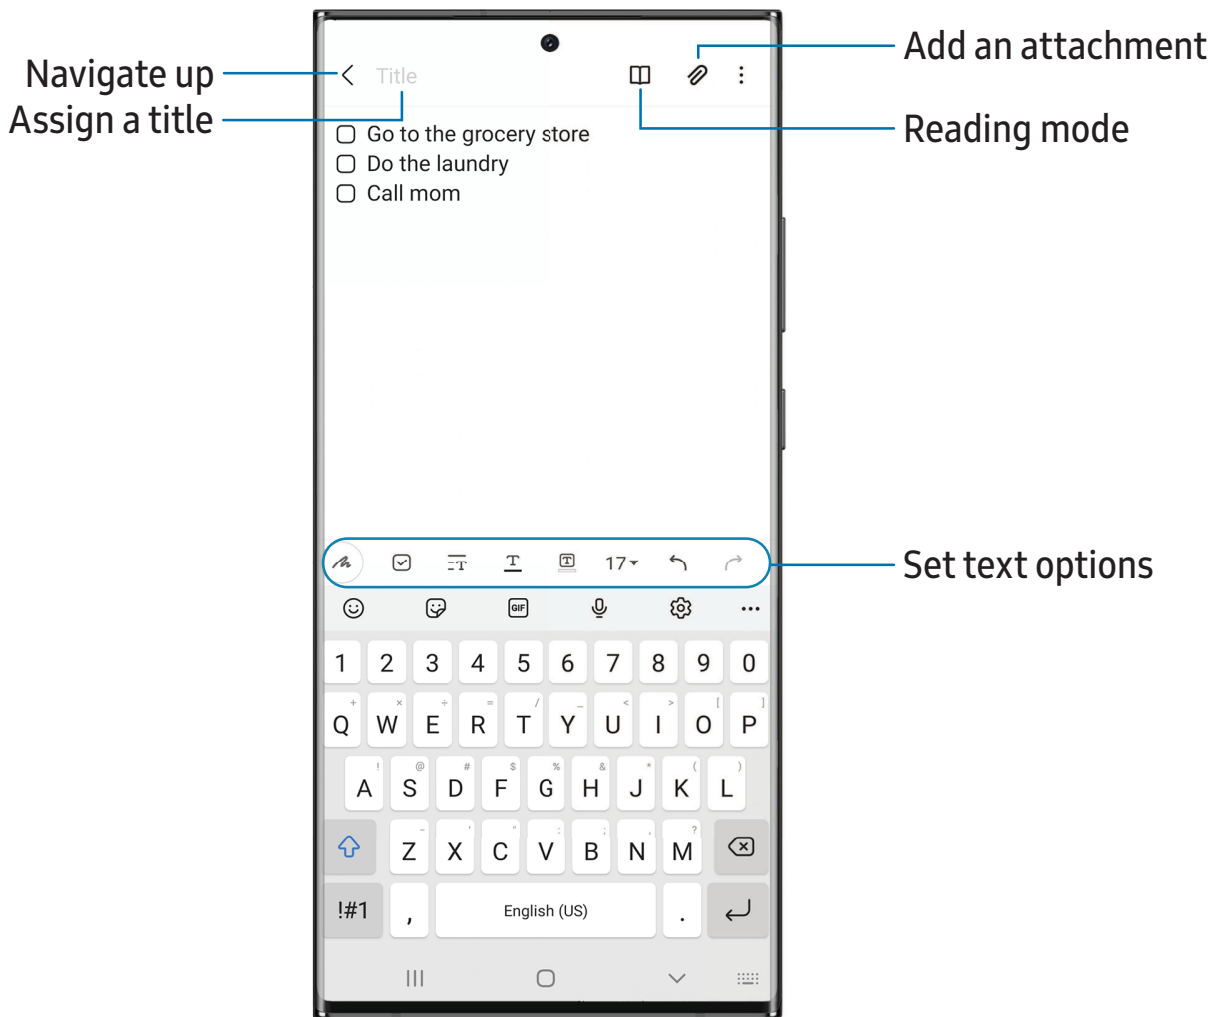 Add an attachment
Navigate up
Title
Assign a title
Reading mode
Go to the grocery store
Do the laundry
Call mom
T T T 17
Set text options
GIF
1 2 3 4 5 6 7 8 9 0
+ × ÷ = / _ < > [ ]
Q W E R T Y U I O P
! @ # $ % & * ( )
A S D F G H J K L
- ' " : ; , ?
Z X C V B N M
!#1 , English (US) .